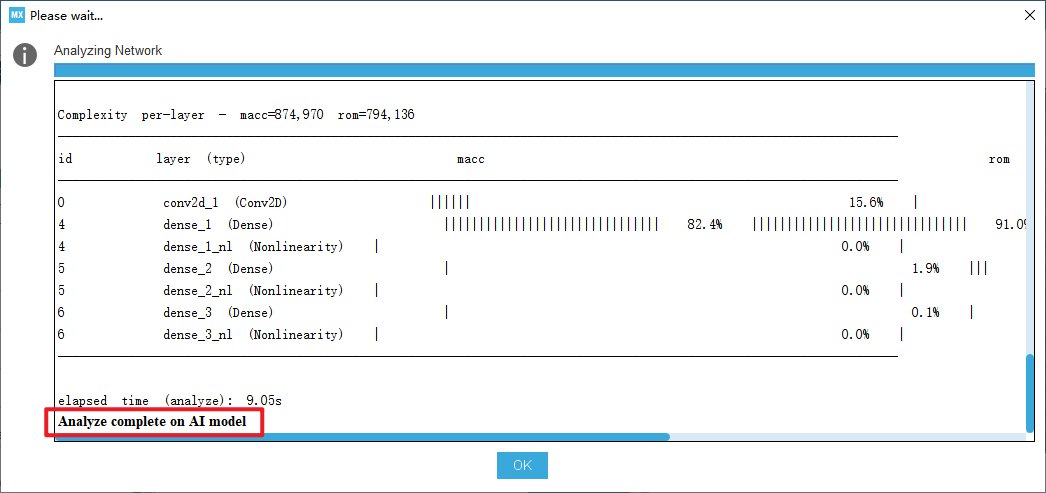 MX Please wait...
Analyzing Network
Complexity per-layer - macc=874,970 rom=794,136
id layer (type) macc rom
0 conv2d_1 (Conv2D) |||||| 15.6% |
4 dense_1 (Dense) |||||||||||||||||||||||||||||| 82.4% |||||||||||||||||||||||||||||| 91.0%
4 dense_1_nl (Nonlinearity) | 0.0% |
5 dense_2 (Dense) | 1.9% |||
5 dense_2_nl (Nonlinearity) | 0.0% |
6 dense_3 (Dense) | 0.1% |
6 dense_3_nl (Nonlinearity) | 0.0% |
elapsed time (analyze): 9.05s
Analyze complete on AI model
OK